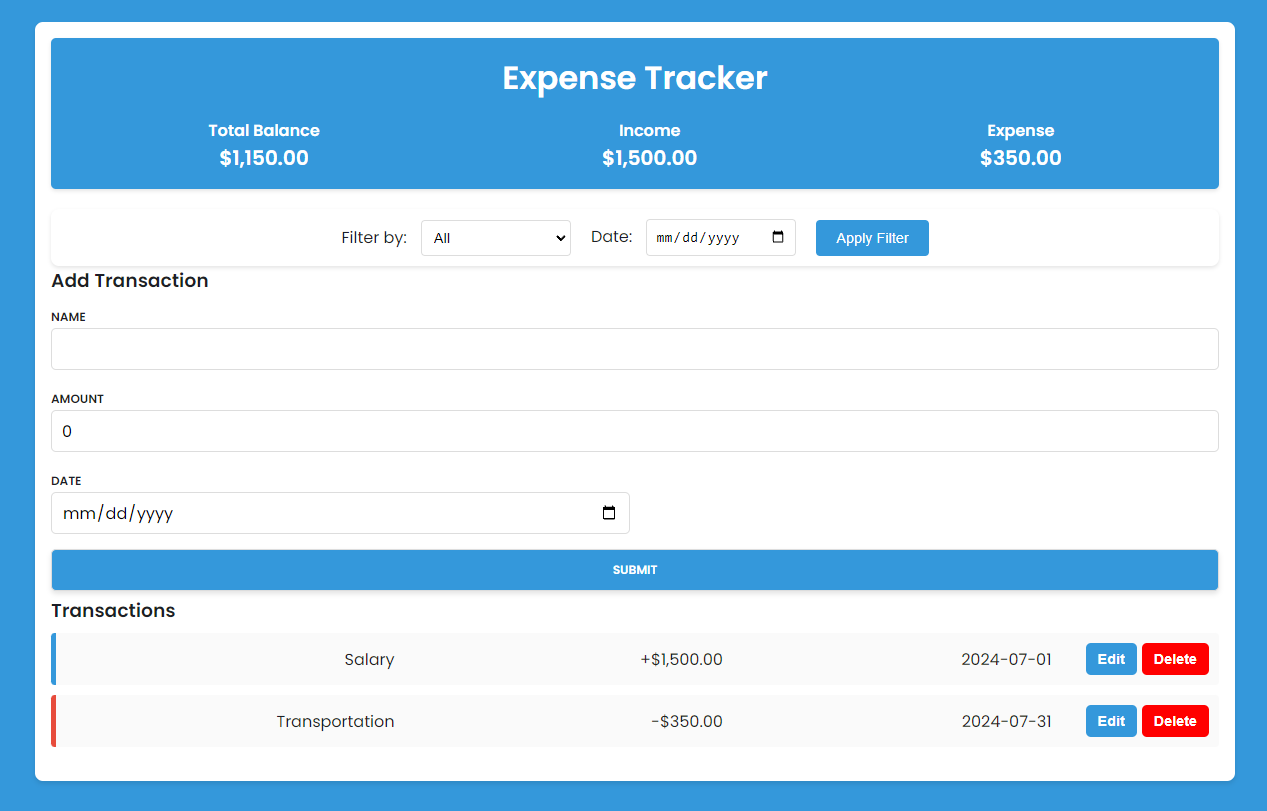 Expense Tracker
Total Balance Income Expense
$1,150.00 $1,500.00 $350.00
Filter by: All Date: mm/dd/yyyy Apply Filter
Add Transaction
NAME
AMOUNT
0
DATE
mm/dd/yyyy
SUBMIT
Transactions
Salary +$1,500.00 2024-07-01 Edit Delete
Transportation -$350.00 2024-07-31 Edit Delete